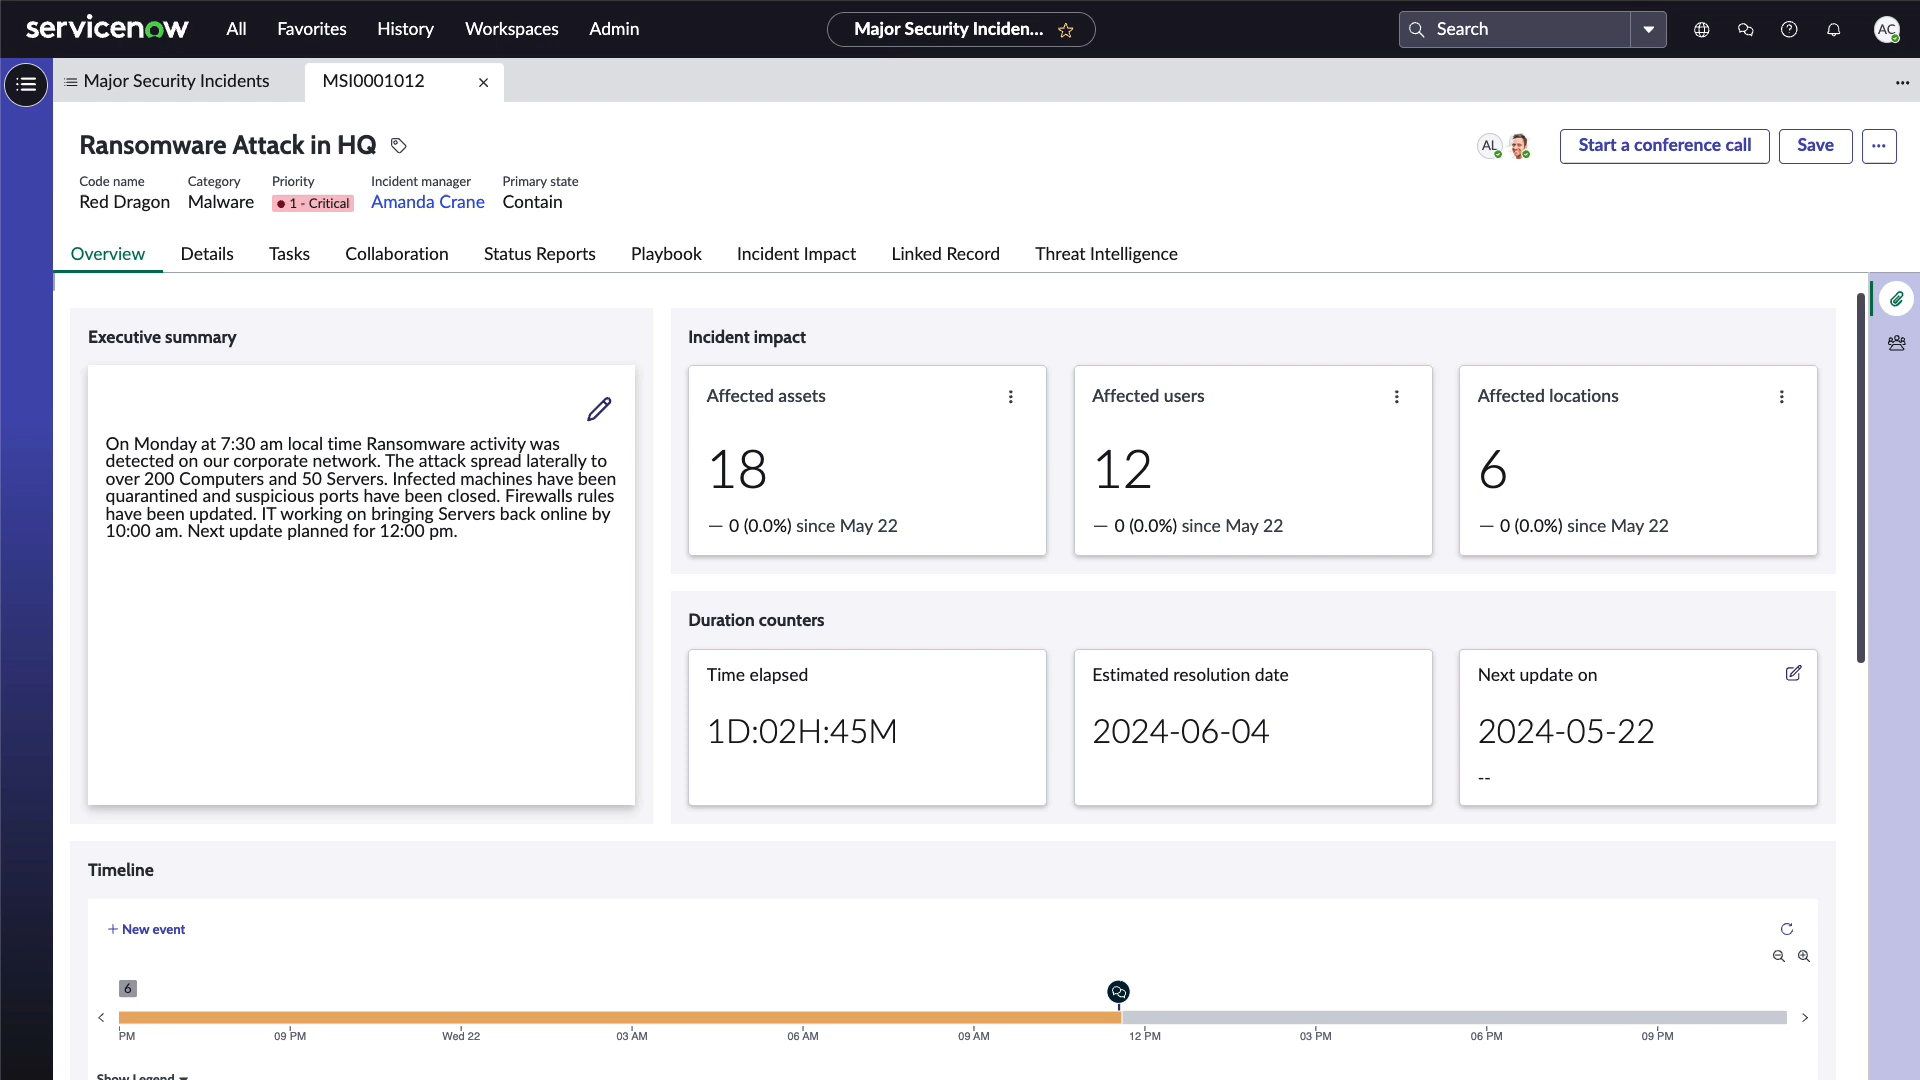 servicenow
All
Favorites
History
Workspaces
Admin
Major Security Inciden...
Search
AC
Major Security Incidents
MSI0001012
Ransomware Attack in HQ
AL
Start a conference call
Save
Code name
Category
Priority
Incident manager
Primary state
Red Dragon
Malware
1 - Critical
Amanda Crane
Contain
Overview
Details
Tasks
Collaboration
Status Reports
Playbook
Incident Impact
Linked Record
Threat Intelligence
Executive summary
On Monday at 7:30 am local time Ransomware activity was
detected on our corporate network. The attack spread laterally to
over 200 Computers and 50 Servers. Infected machines have been
quarantined and suspicious ports have been closed. Firewalls rules
have been updated. IT working on bringing Servers back online by
10:00 am. Next update planned for 12:00 pm.
Incident impact
Affected assets
18
— 0 (0.0%) since May 22
Affected users
12
— 0 (0.0%) since May 22
Affected locations
6
— 0 (0.0%) since May 22
Duration counters
Time elapsed
1D:02H:45M
Estimated resolution date
2024-06-04
Next update on
2024-05-22
--
Timeline
+ New event
6
PM
09 PM
Wed 22
03 AM
06 AM
09 AM
12 PM
03 PM
06 PM
09 PM
Show Legend